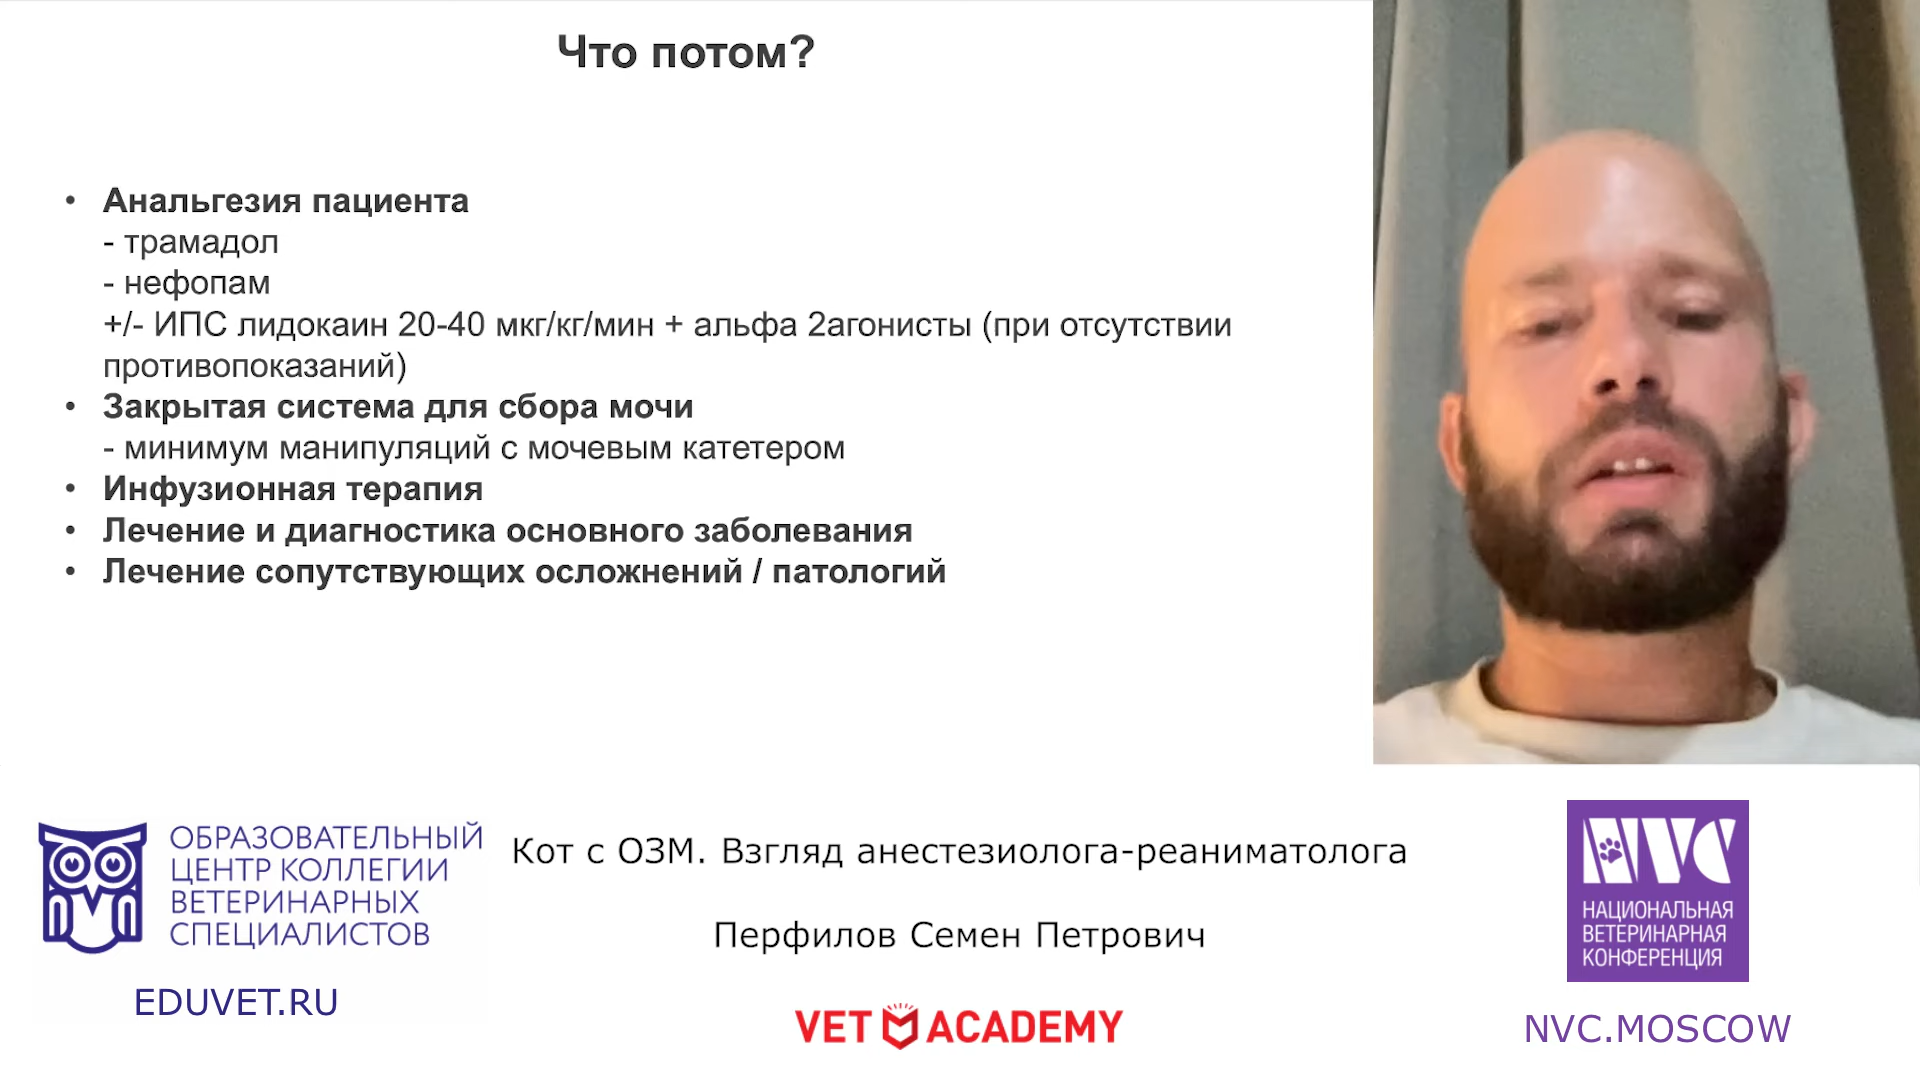 Что потом?
• Анальгезия пациента
- трамадол
- нефопам
+/- ИПС лидокаин 20-40 мкг/кг/мин + альфа 2агонисты (при отсутствии
противопоказаний)
• Закрытая система для сбора мочи
- минимум манипуляций с мочевым катетером
• Инфузионная терапия
• Лечение и диагностика основного заболевания
• Лечение сопутствующих осложнений / патологий
ОБРАЗОВАТЕЛЬНЫЙ
ЦЕНТР КОЛЛЕГИИ
ВЕТЕРИНАРНЫХ
СПЕЦИАЛИСТОВ
EDUVET.RU
Кот с ОЗМ. Взгляд анестезиолога-реаниматолога
Перфилов Семен Петрович
VET ACADEMY
NVC
НАЦИОНАЛЬНАЯ
ВЕТЕРИНАРНАЯ
КОНФЕРЕНЦИЯ
NVC.MOSCOW